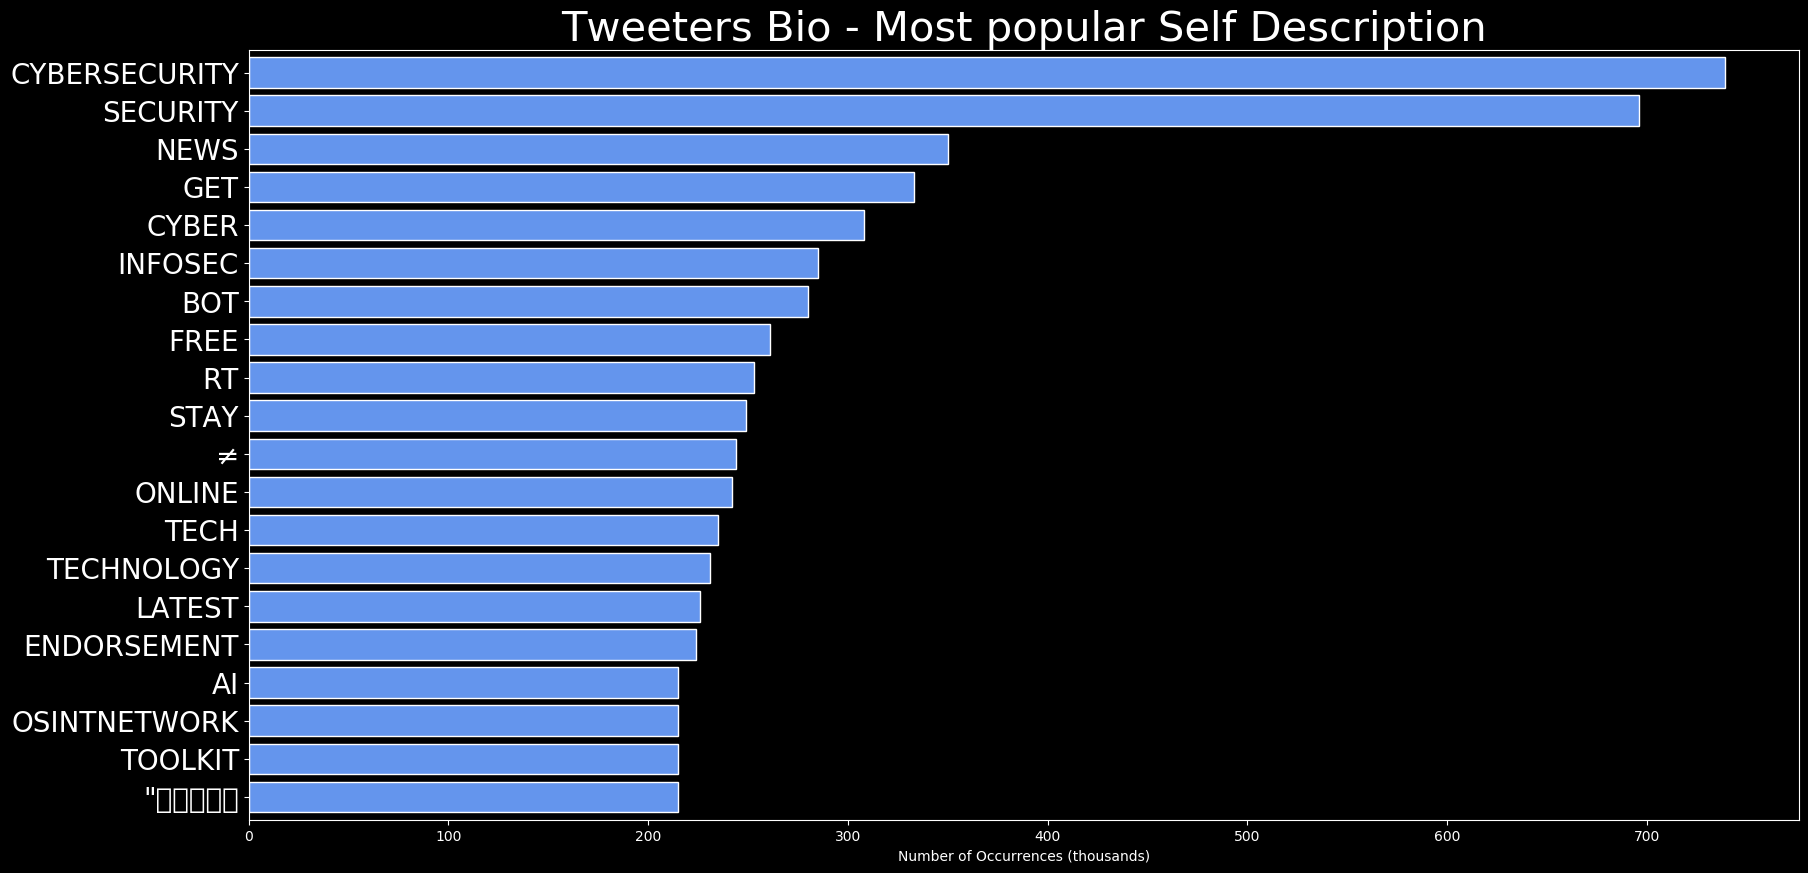 Tweeters Bio - Most popular Self Description
CYBERSECURITY
SECURITY
NEWS
GET
CYBER
INFOSEC
BOT
FREE
RT
STAY
≠
ONLINE
TECH
TECHNOLOGY
LATEST
ENDORSEMENT
AI
OSINTNETWORK
TOOLKIT
0 100 200 300 400 500 600 700
Number of Occurrences (thousands)